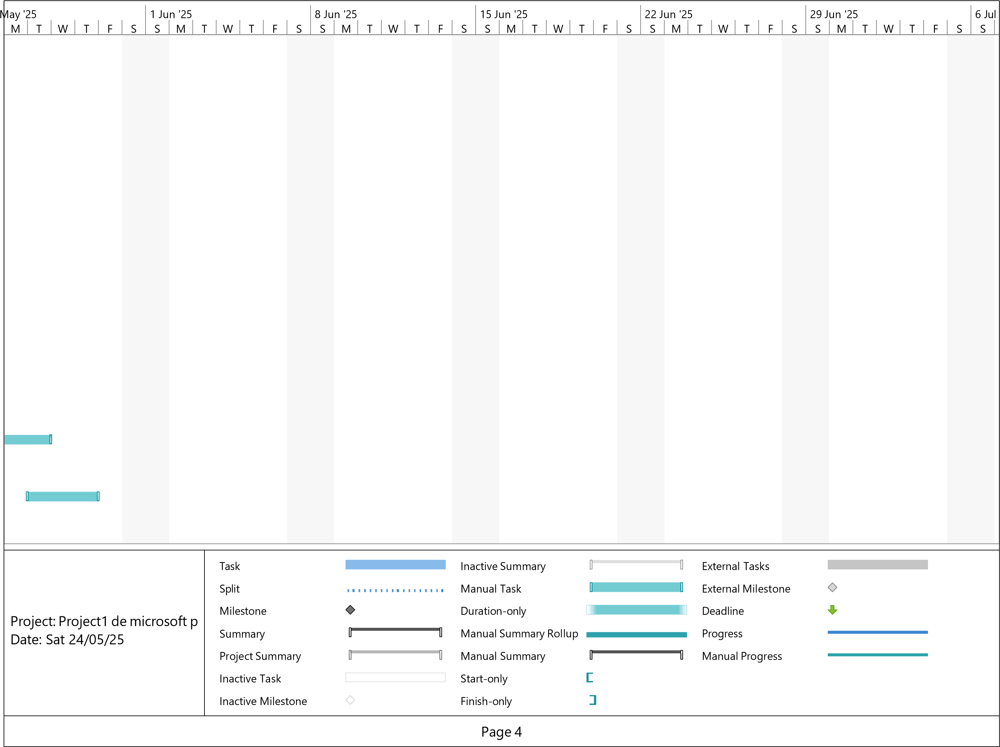 May '25 1 Jun '25 8 Jun '25 15 Jun '25 22 Jun '25 29 Jun '25 6 Jul
M T W T F S S M T W T F S S M T W T F S S M T W T F S S M T W T F S S M T W T F S S
Task
Split
Milestone
Summary
Project Summary
Inactive Task
Inactive Milestone
Inactive Summary
Manual Task
Duration-only
Manual Summary Rollup
Manual Summary
Start-only
Finish-only
External Tasks
External Milestone
Deadline
Progress
Manual Progress
Project: Project1 de microsoft p
Date: Sat 24/05/25
Page 4